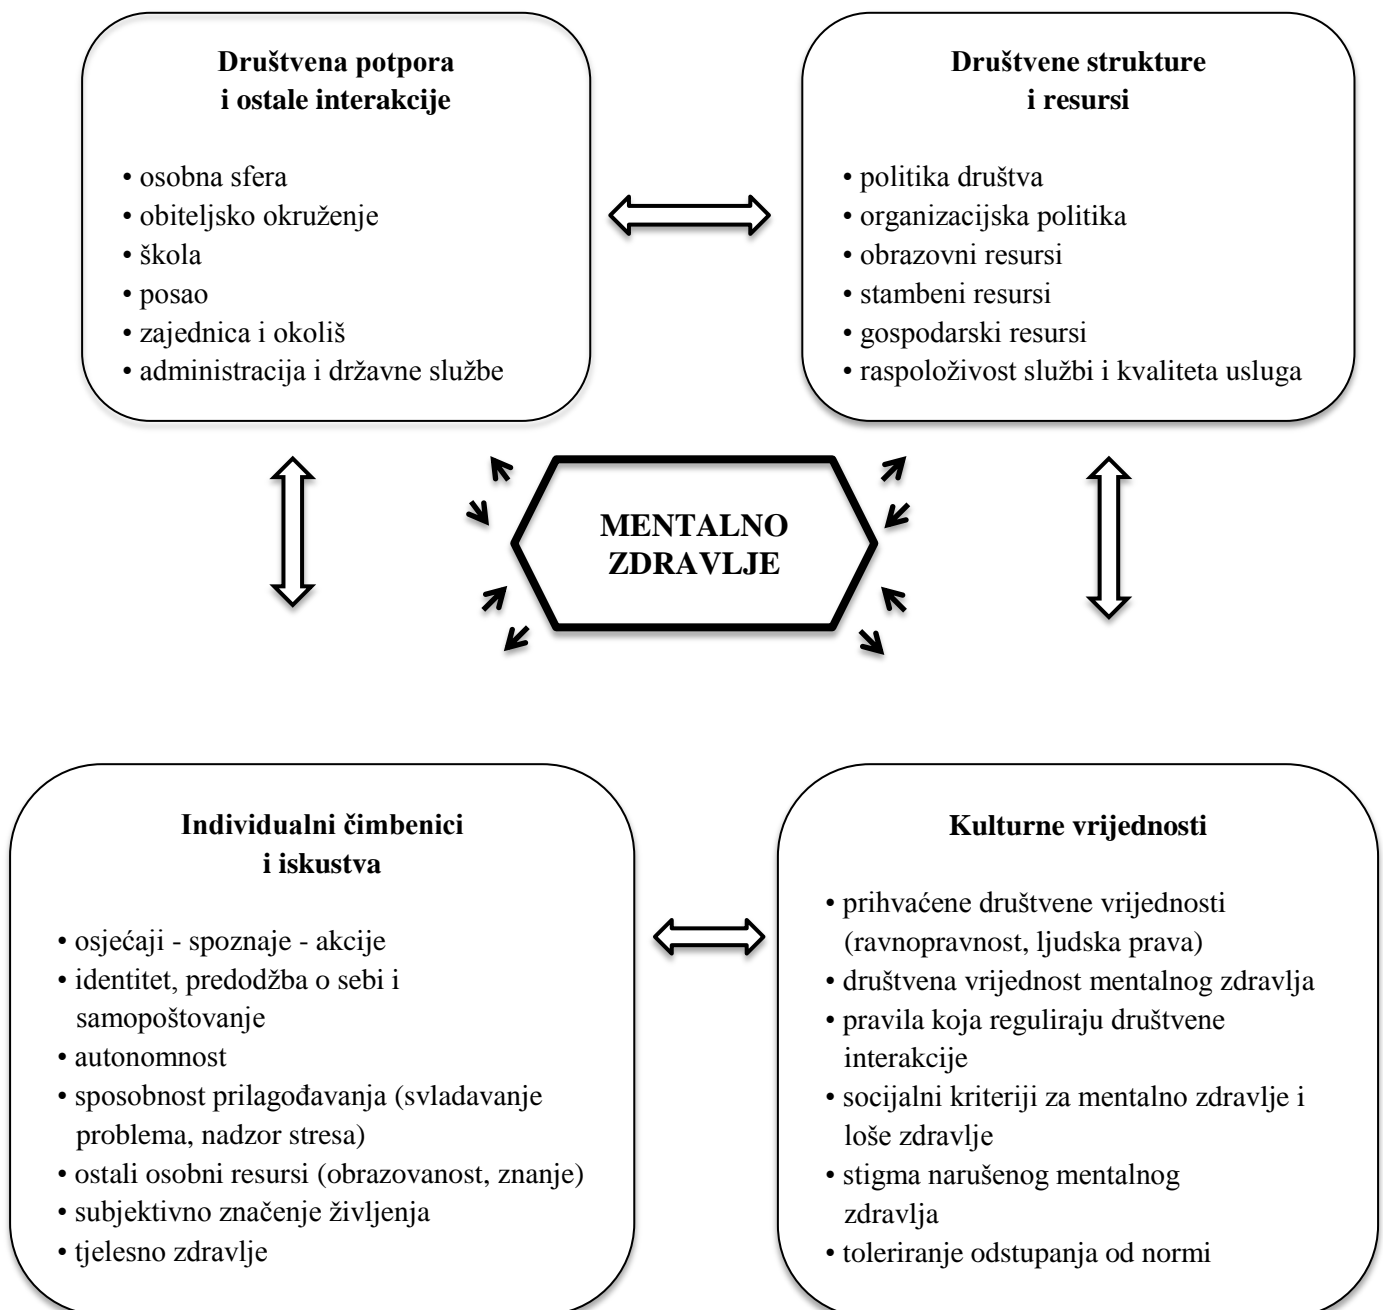 Društvena potpora
i ostale interakcije
• osobna sfera
• obiteljsko okruženje
• škola
• posao
• zajednica i okoliš
• administracija i državne službe
Društvene strukture
i resursi
• politika društva
• organizacijska politika
• obrazovni resursi
• stambeni resursi
• gospodarski resursi
• raspoloživost službi i kvaliteta usluga
MENTALNO
ZDRAVLJE
Individualni čimbenici
i iskustva
• osjećaji - spoznaje - akcije
• identitet, predodžba o sebi i
samopoštovanje
• autonomnost
• sposobnost prilagođavanja (svladavanje
problema, nadzor stresa)
• ostali osobni resursi (obrazovanost, znanje)
• subjektivno značenje življenja
• tjelesno zdravlje
Kulturne vrijednosti
• prihvaćene društvene vrijednosti
(ravnopravnost, ljudska prava)
• društvena vrijednost mentalnog zdravlja
• pravila koja reguliraju društvene
interakcije
• socijalni kriteriji za mentalno zdravlje i
loše zdravlje
• stigma narušenog mentalnog
zdravlja
• toleriranje odstupanja od normi